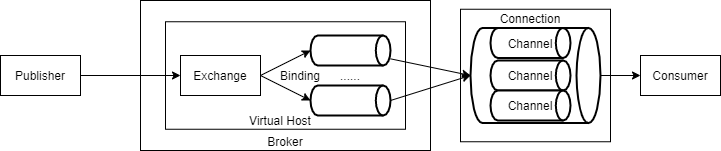 Connection
Channel
Publisher
Exchange
Binding
......
Channel
Consumer
Channel
Virtual Host
Broker